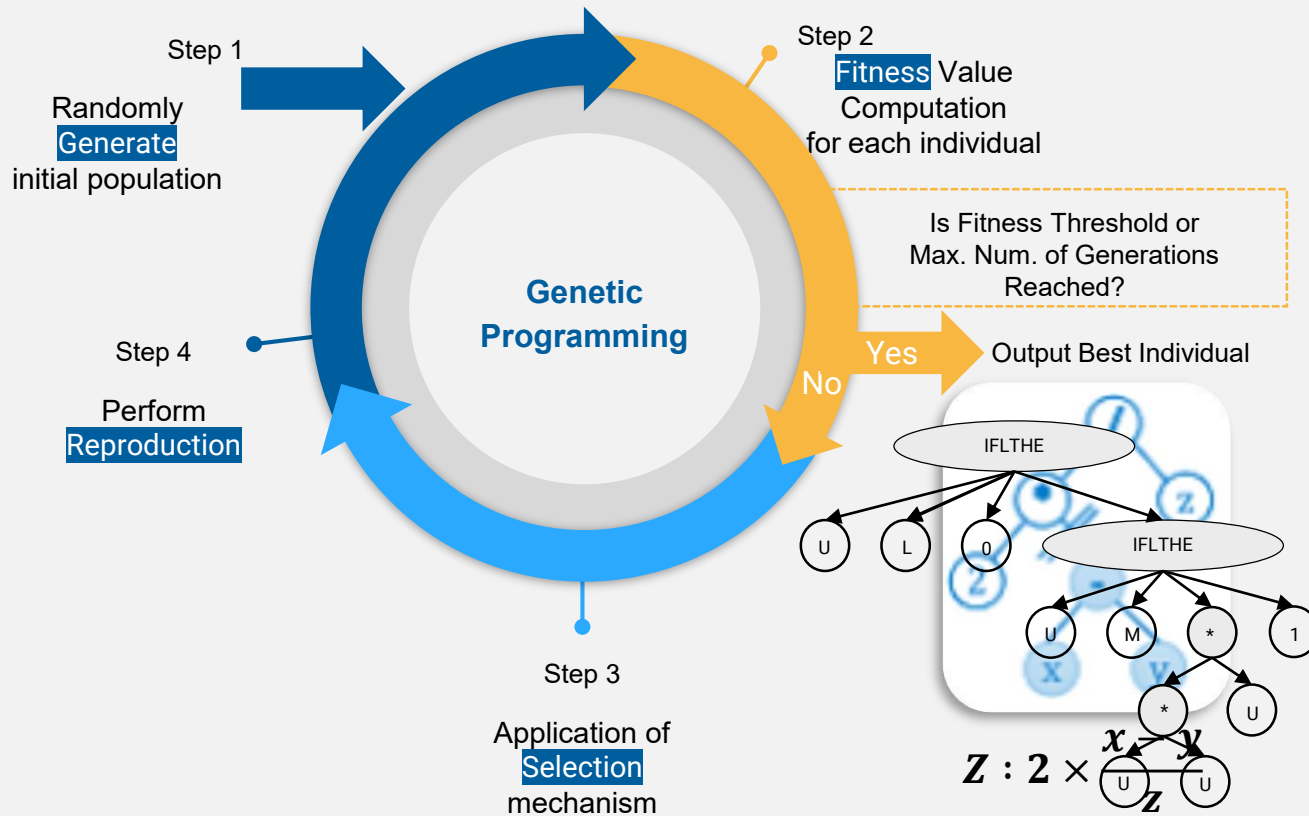 Step 1
Randomly
Generate
initial population
Step 2
Fitness Value
Computation
for each individual
Is Fitness Threshold or
Max. Num. of Generations
Reached?
Genetic
Programming
Yes
No
Output Best Individual
Step 4
Perform
Reproduction
Step 3
Application of
Selection
mechanism
/
IFLTHE
z
U L 0
IFLTHE
2
-
U M * 1
x y
* U
Z : 2 × x − y
z
U U